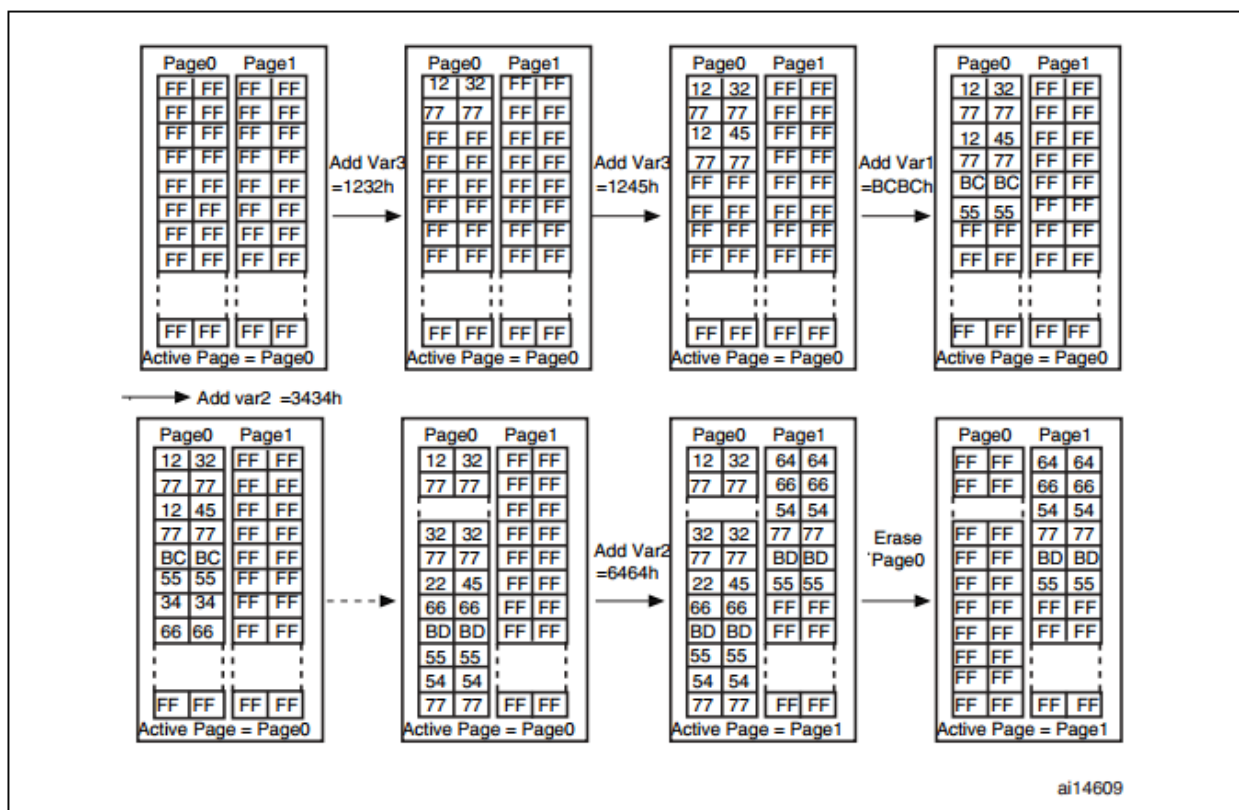 Page0 Page1
FF FF FF FF
FF FF FF FF
FF FF FF FF
FF FF FF FF
FF FF FF FF
FF FF FF FF
FF FF FF FF
FF FF FF FF
FF FF FF FF
Active Page = Page0
Add Var3
=1232h
Page0 Page1
12 32 FF FF
77 77 FF FF
FF FF FF FF
FF FF FF FF
FF FF FF FF
FF FF FF FF
FF FF FF FF
FF FF FF FF
FF FF FF FF
Active Page = Page0
Add Var3
=1245h
Page0 Page1
12 32 FF FF
77 77 FF FF
12 45 FF FF
77 77 FF FF
FF FF FF FF
FF FF FF FF
FF FF FF FF
FF FF FF FF
FF FF FF FF
Active Page = Page0
Add Var1
=BCBCh
Page0 Page1
12 32 FF FF
77 77 FF FF
12 45 FF FF
77 77 FF FF
BC BC FF FF
55 55 FF FF
FF FF FF FF
FF FF FF FF
FF FF FF FF
Active Page = Page0
Add var2 =3434h
Page0 Page1
12 32 FF FF
77 77 FF FF
12 45 FF FF
77 77 FF FF
BC BC FF FF
55 55 FF FF
34 34 FF FF
66 66 FF FF
FF FF FF FF
Active Page = Page0
Page0 Page1
12 32 FF FF
77 77 FF FF
FF FF
32 32 FF FF
77 77 FF FF
22 45 FF FF
66 66 FF FF
BD BD FF FF
55 55
54 54
77 77 FF FF
Active Page = Page0
Add Var2
=6464h
Page0 Page1
12 32 64 64
77 77 66 66
54 54
32 32 77 77
77 77 BD BD
22 45 55 55
66 66 FF FF
BD BD FF FF
55 55
54 54
77 77 FF FF
Active Page = Page1
Erase
Page0
Page0 Page1
FF FF 64 64
FF FF 66 66
54 54
FF FF 77 77
FF FF BD BD
FF FF 55 55
FF FF FF FF
FF FF FF FF
FF FF
FF FF
FF FF FF FF
Active Page = Page1
ai14609